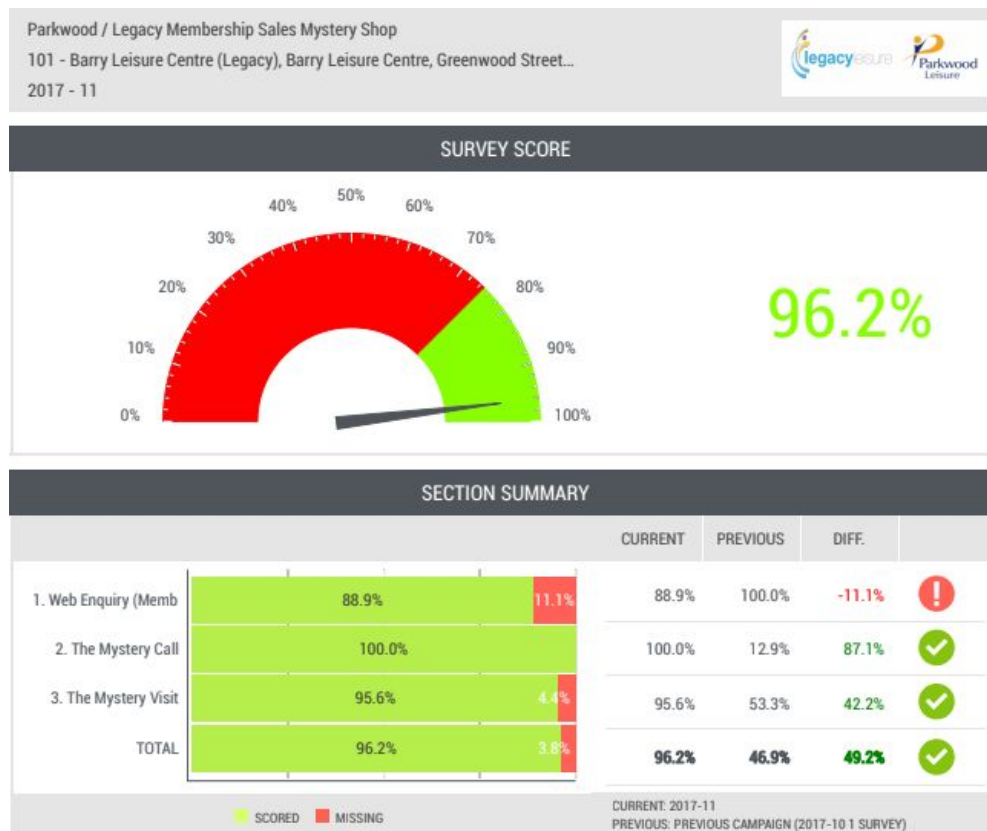 Parkwood / Legacy Membership Sales Mystery Shop
101 - Barry Leisure Centre (Legacy), Barry Leisure Centre, Greenwood Street...
2017 - 11
legacyleisure
Parkwood
Leisure
SURVEY SCORE
0%
10%
20%
30%
40%
50%
60%
70%
80%
90%
100%
96.2%
SECTION SUMMARY
CURRENT PREVIOUS DIFF.
1. Web Enquiry (Memb 88.9% 11.1% 88.9% 100.0% -11.1%
2. The Mystery Call 100.0% 100.0% 12.9% 87.1%
3. The Mystery Visit 95.6% 4.4% 95.6% 53.3% 42.2%
TOTAL 96.2% 3.8% 96.2% 46.9% 49.2%
SCORED MISSING
CURRENT: 2017-11
PREVIOUS: PREVIOUS CAMPAIGN (2017-10 1 SURVEY)